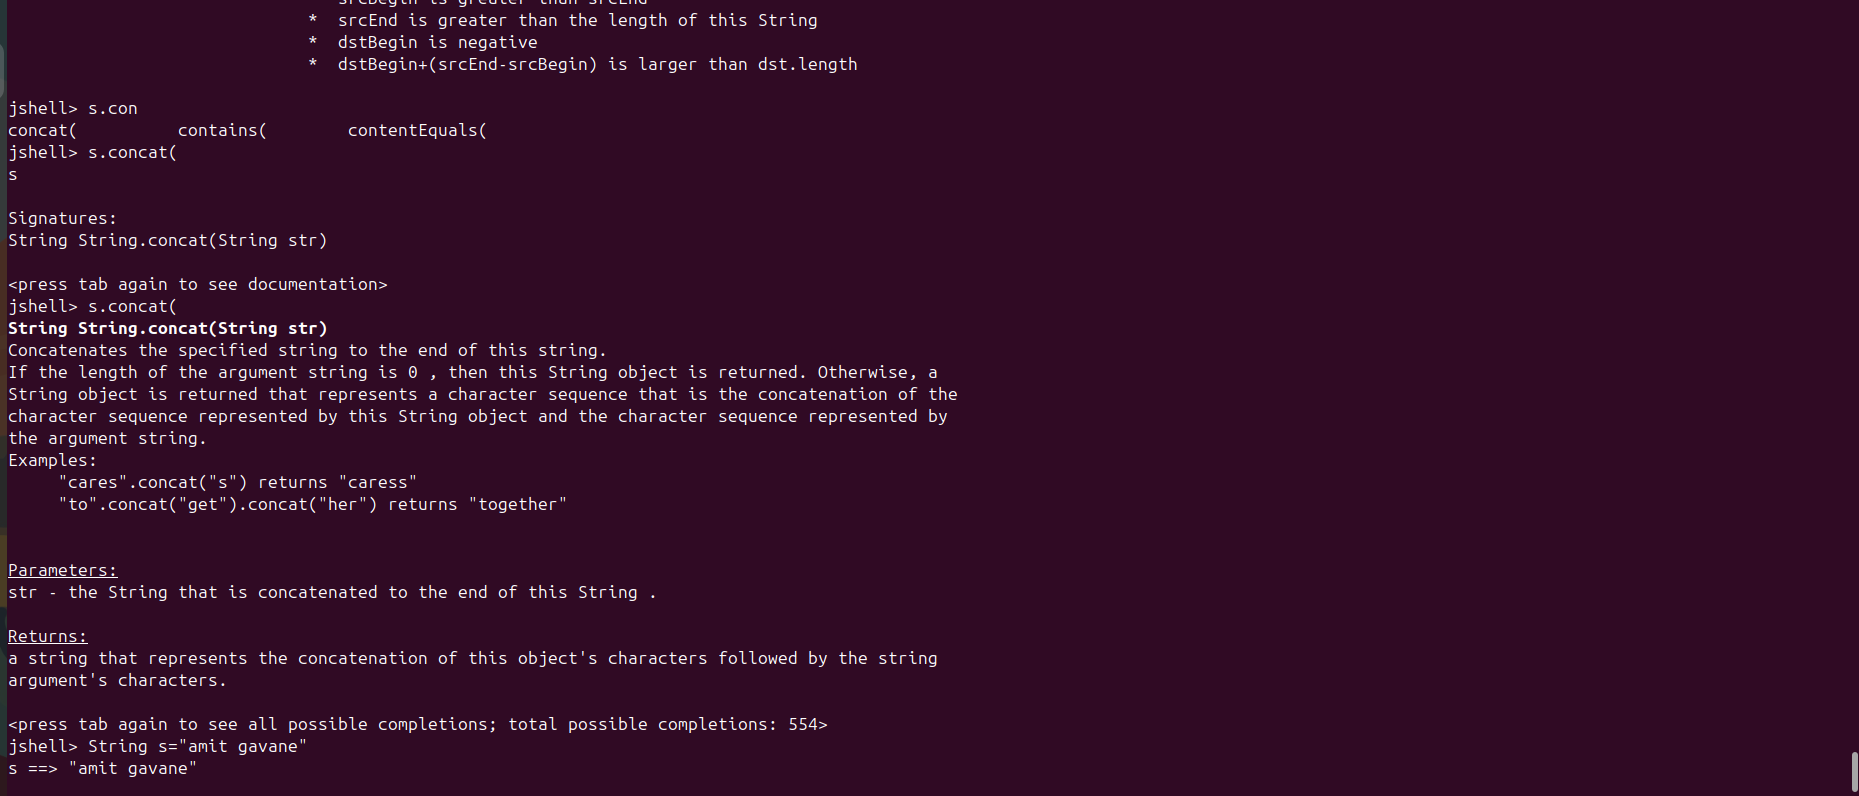 srcBegin is greater than srcEnd
* srcEnd is greater than the length of this String
* dstBegin is negative
* dstBegin+(srcEnd-srcBegin) is larger than dst.length
jshell> s.con
concat( contains( contentEquals(
jshell> s.concat(
s
Signatures:
String String.concat(String str)
<press tab again to see documentation>
jshell> s.concat(
String String.concat(String str)
Concatenates the specified string to the end of this string.
If the length of the argument string is 0 , then this String object is returned. Otherwise, a
String object is returned that represents a character sequence that is the concatenation of the
character sequence represented by this String object and the character sequence represented by
the argument string.
Examples:
"cares".concat("s") returns "caress"
"to".concat("get").concat("her") returns "together"
Parameters:
str - the String that is concatenated to the end of this String .
Returns:
a string that represents the concatenation of this object's characters followed by the string
argument's characters.
<press tab again to see all possible completions; total possible completions: 554>
jshell> String s="amit gavane"
s ==> "amit gavane"